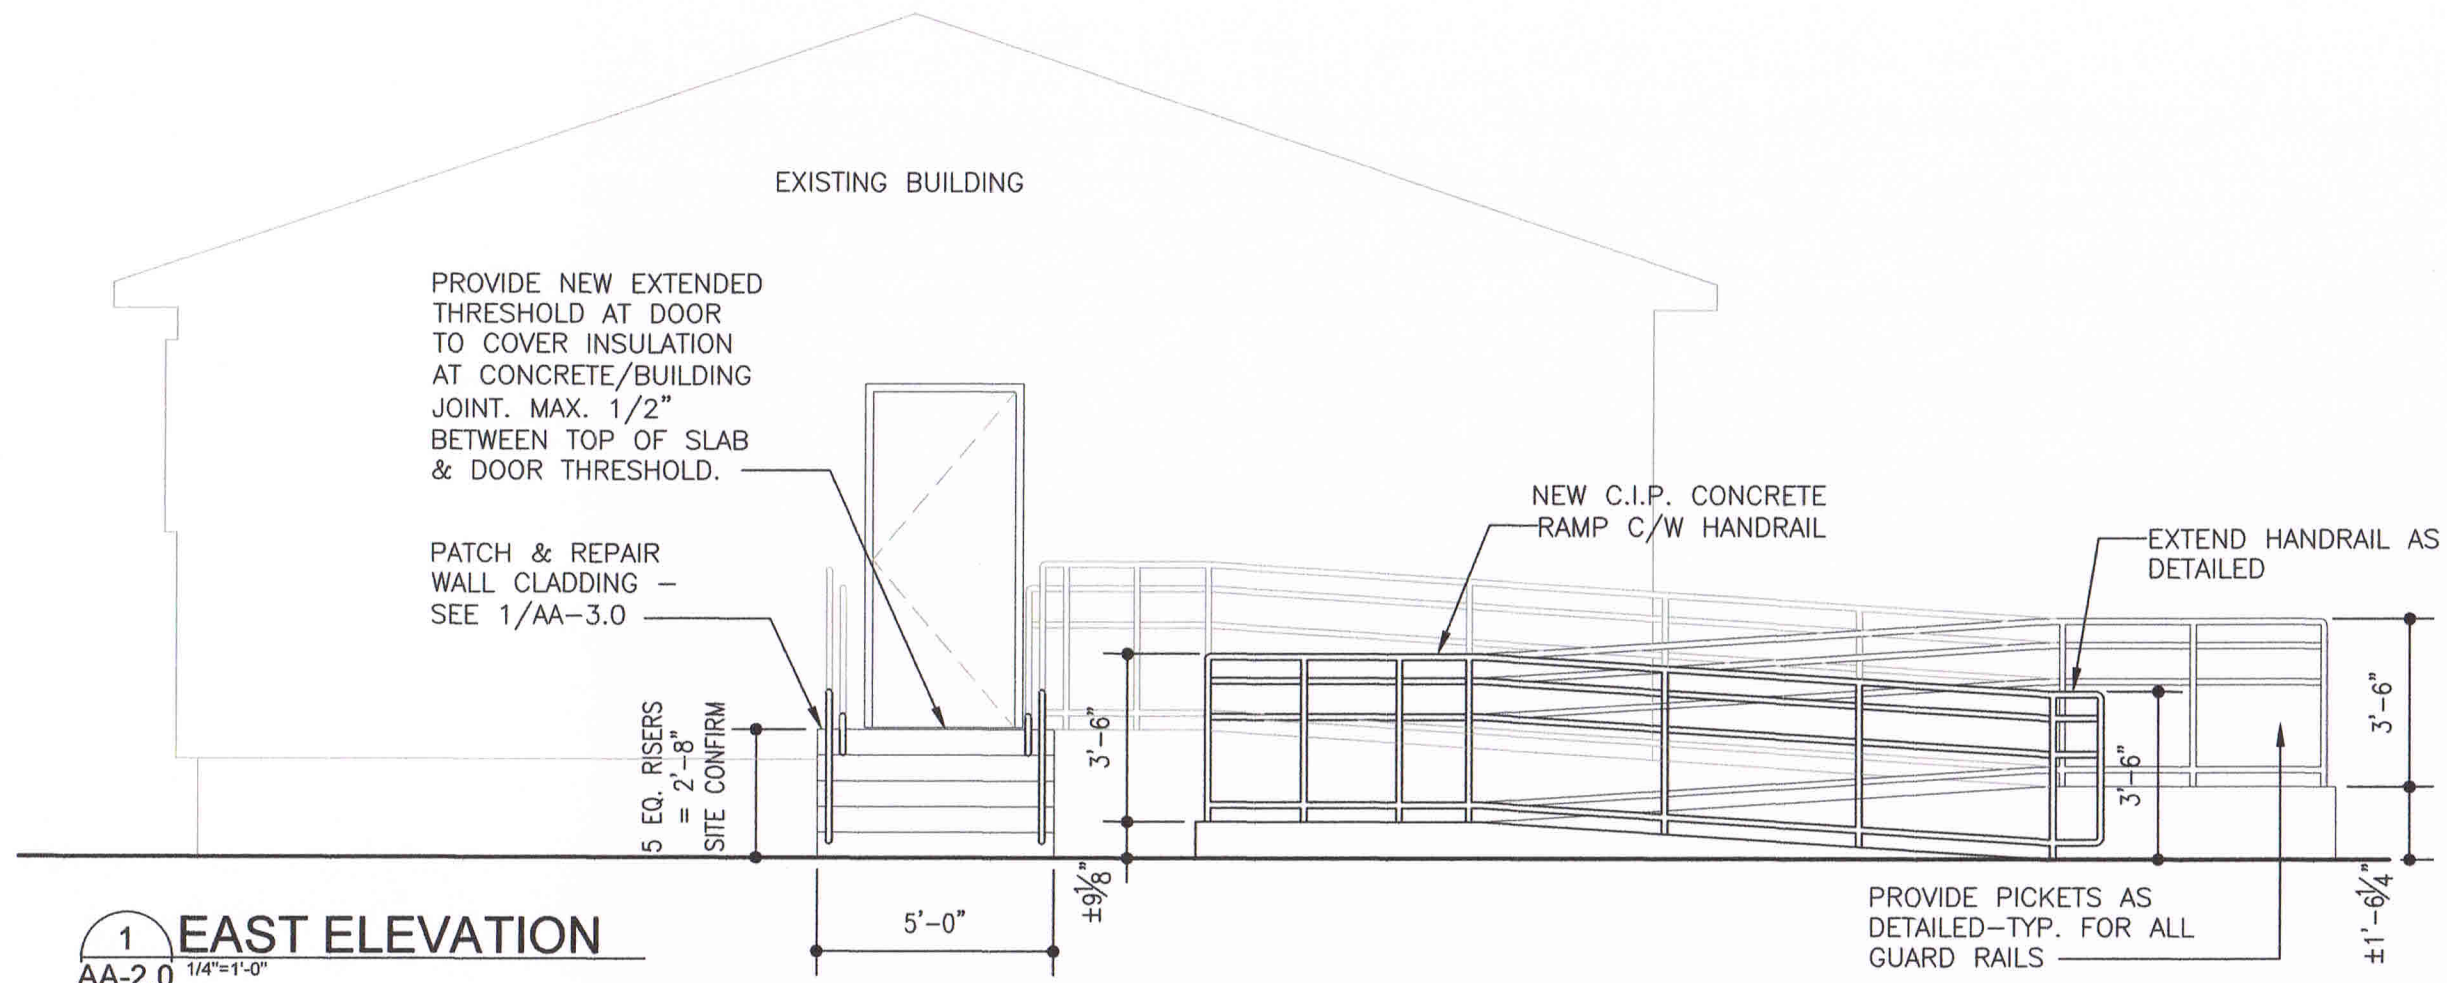 EXISTING BUILDING
PROVIDE NEW EXTENDED
THRESHOLD AT DOOR
TO COVER INSULATION
AT CONCRETE/BUILDING
JOINT. MAX. 1/2"
BETWEEN TOP OF SLAB
& DOOR THRESHOLD.
PATCH & REPAIR
WALL CLADDING –
SEE 1/AA–3.0
NEW C.I.P. CONCRETE
RAMP C/W HANDRAIL
EXTEND HANDRAIL AS
DETAILED
5 EQ. RISERS
= 2'–8"
SITE CONFIRM
3'–6"
±9⅛"
3'–6"
3'–6"
±1'–6¼"
5'–0"
PROVIDE PICKETS AS
DETAILED–TYP. FOR ALL
GUARD RAILS
1
AA-2.0
EAST ELEVATION
1/4"=1'-0"